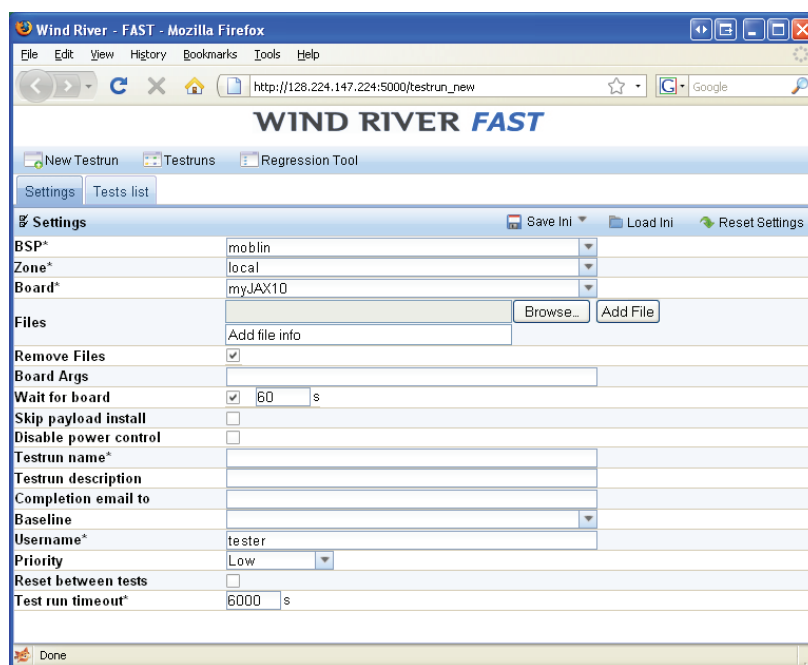 Wind River - FAST - Mozilla Firefox
File Edit View History Bookmarks Tools Help
http://128.224.147.224:5000/testrun_new
G Google
WIND RIVER FAST
New Testrun Testruns Regression Tool
Settings Tests list
Settings Save Ini Load Ini Reset Settings
BSP* moblin
Zone* local
Board* myJAX10
Files Browse... Add File
Add file info
Remove Files
Board Args
Wait for board 60 s
Skip payload install
Disable power control
Testrun name*
Testrun description
Completion email to
Baseline
Username* tester
Priority Low
Reset between tests
Test run timeout* 6000 s
Done